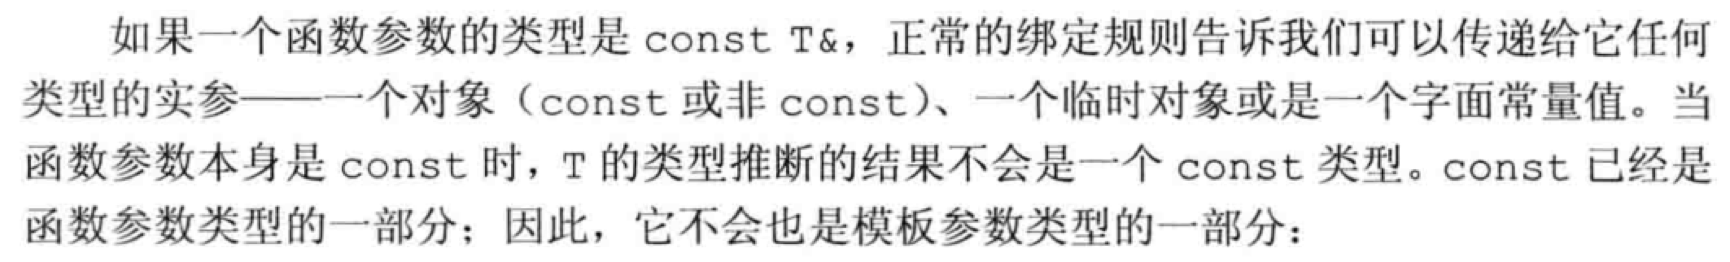 如果一个函数参数的类型是 const T&，正常的绑定规则告诉我们可以传递给它任何
类型的实参——一个对象（const 或非 const）、一个临时对象或是一个字面常量值。当
函数参数本身是 const 时，T 的类型推断的结果不会是一个 const 类型。const 已经是
函数参数类型的一部分；因此，它不会也是模板参数类型的一部分：